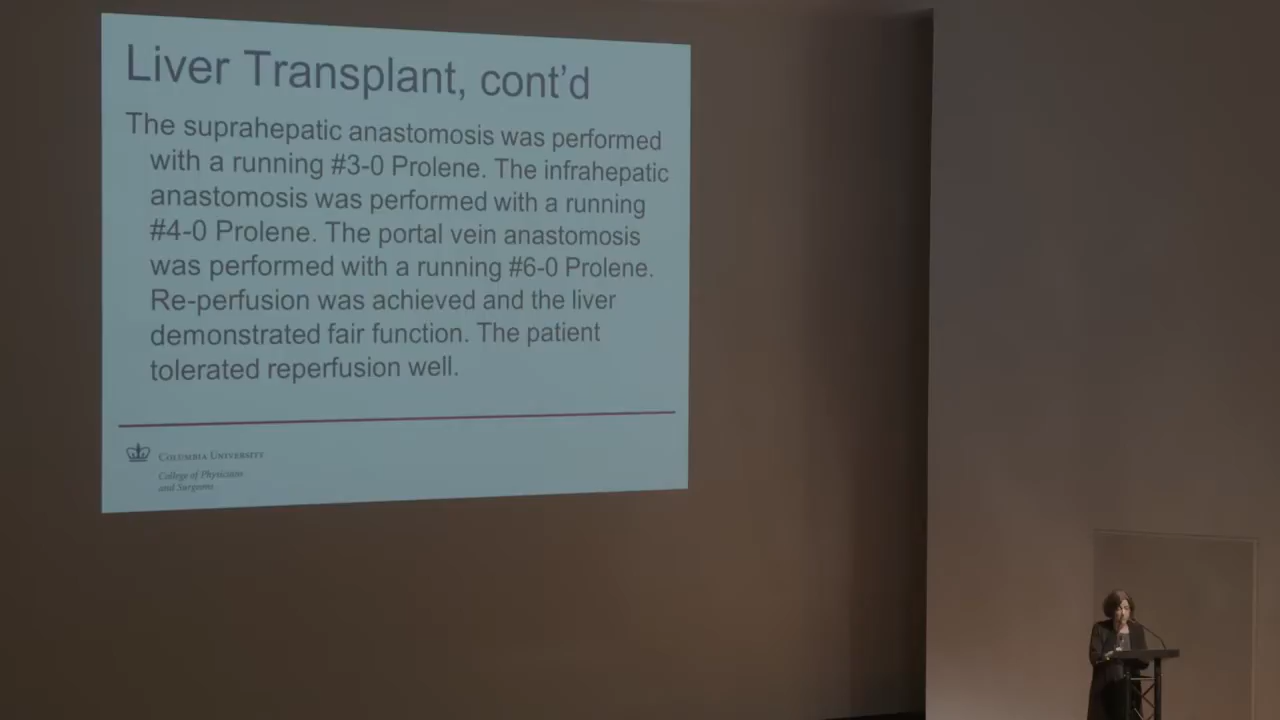 Liver Transplant, cont'd
The suprahepatic anastomosis was performed
with a running #3-0 Prolene. The infrahepatic
anastomosis was performed with a running
#4-0 Prolene. The portal vein anastomosis
was performed with a running #6-0 Prolene.
Re-perfusion was achieved and the liver
demonstrated fair function. The patient
tolerated reperfusion well.
COLUMBIA UNIVERSITY
College of Physicians
and Surgeons